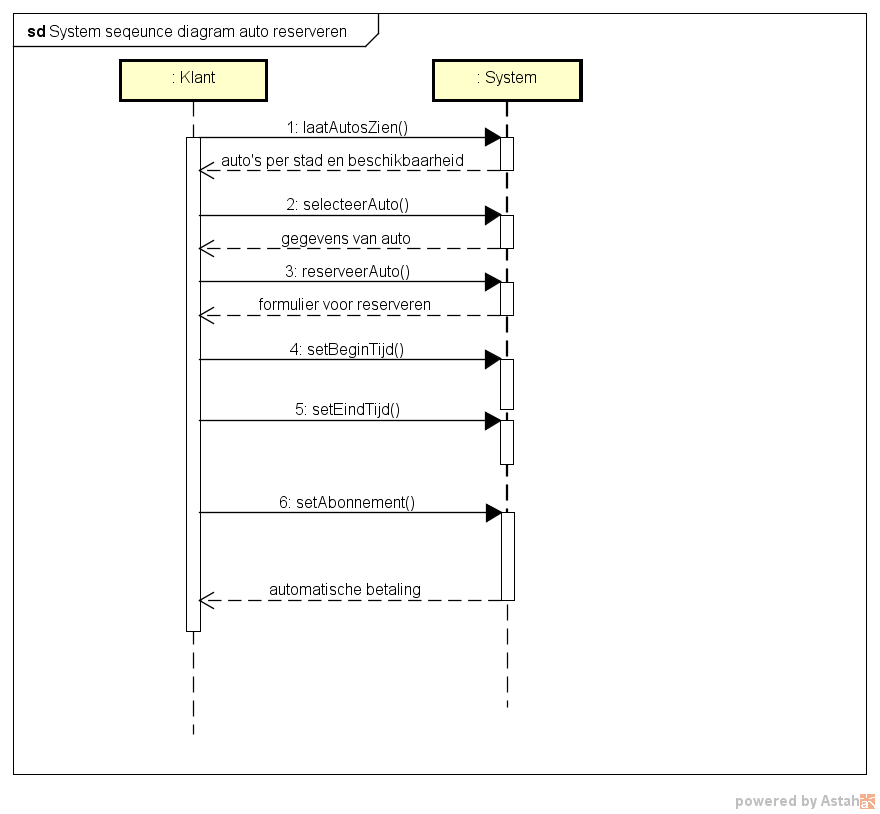 sd System seqeunce diagram auto reserveren
: Klant
: System
1: laatAutosZien()
auto's per stad en beschikbaarheid
2: selecteerAuto()
gegevens van auto
3: reserveerAuto()
formulier voor reserveren
4: setBeginTijd()
5: setEindTijd()
6: setAbonnement()
automatische betaling
powered by Astah